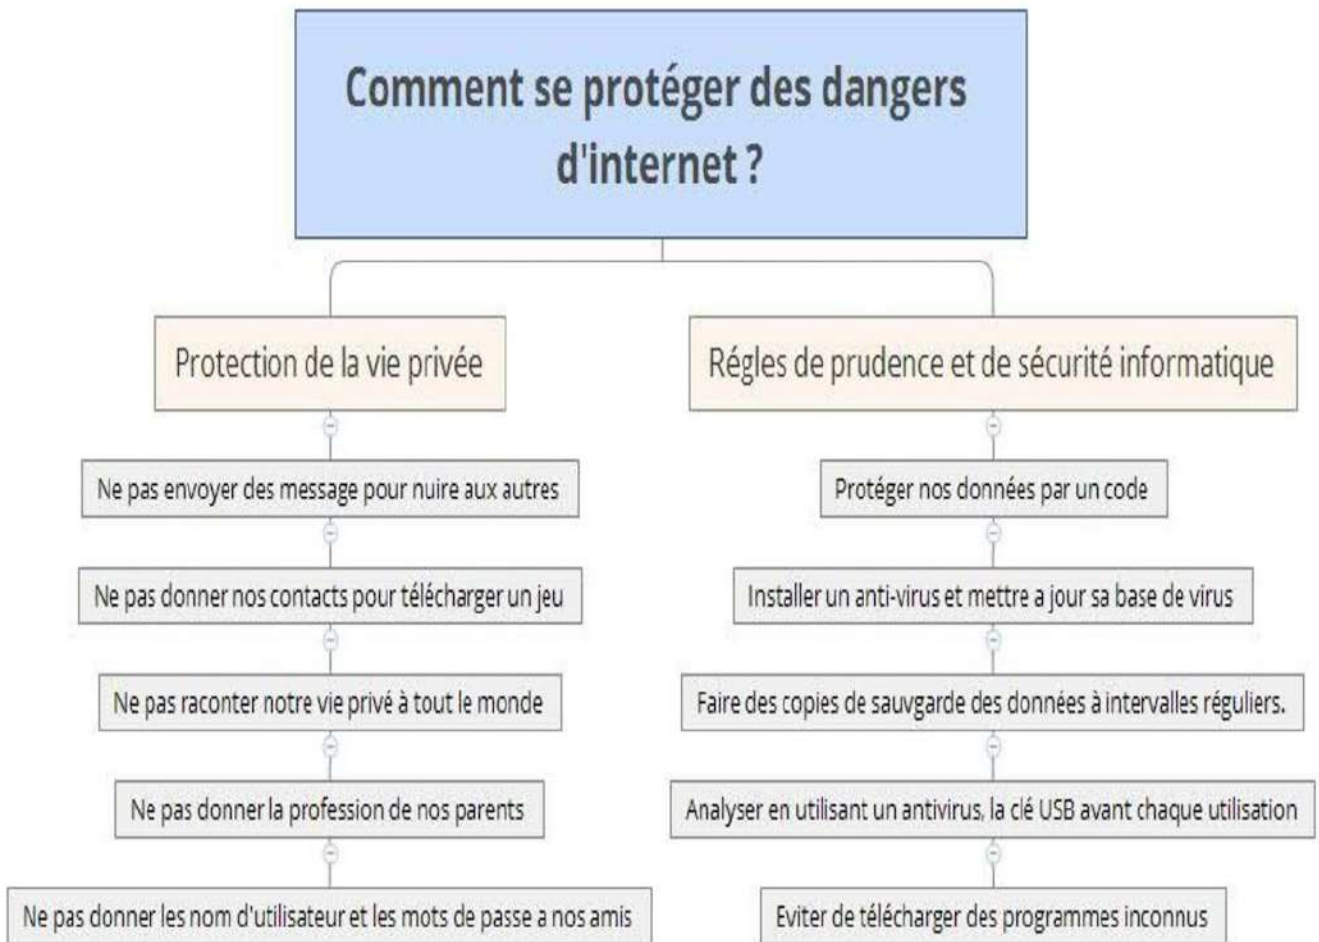 Comment se protéger des dangers
d'internet ?
Protection de la vie privée
Ne pas envoyer des message pour nuire aux autres
Ne pas donner nos contacts pour télécharger un jeu
Ne pas raconter notre vie privé à tout le monde
Ne pas donner la profession de nos parents
Ne pas donner les nom d'utilisateur et les mots de passe a nos amis
Régles de prudence et de sécurité informatique
Protéger nos données par un code
Installer un anti-virus et mettre a jour sa base de virus
Faire des copies de sauvgarde des données à intervalles réguliers.
Analyser en utilisant un antivirus, la clé USB avant chaque utilisation
Eviter de télécharger des programmes inconnus